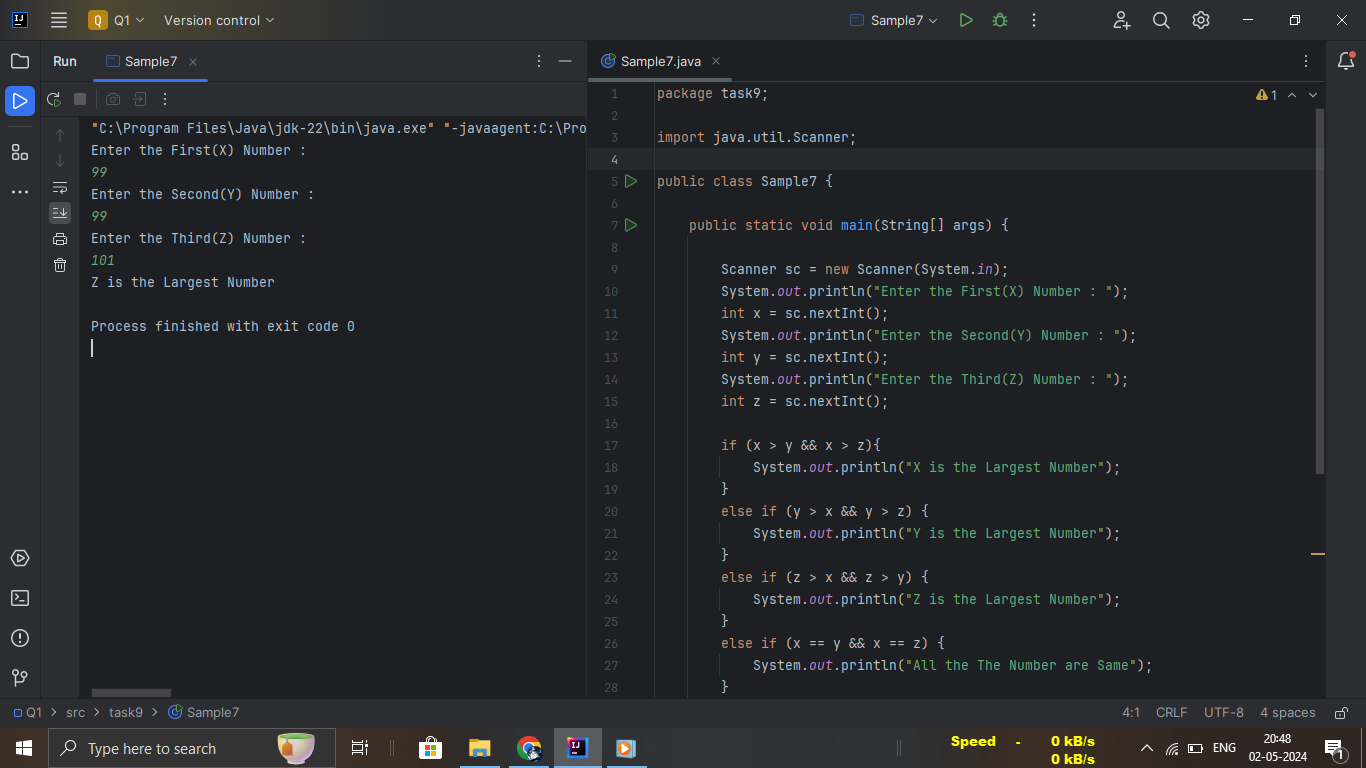 Q Q1 Version control Sample7
Run Sample7
"C:\Program Files\Java\jdk-22\bin\java.exe" "-javaagent:C:\Pro
Enter the First(X) Number :
99
Enter the Second(Y) Number :
99
Enter the Third(Z) Number :
101
Z is the Largest Number
Process finished with exit code 0
Sample7.java
1 package task9;
2
3 import java.util.Scanner;
4
5 public class Sample7 {
6
7 public static void main(String[] args) {
8
9 Scanner sc = new Scanner(System.in);
10 System.out.println("Enter the First(X) Number : ");
11 int x = sc.nextInt();
12 System.out.println("Enter the Second(Y) Number : ");
13 int y = sc.nextInt();
14 System.out.println("Enter the Third(Z) Number : ");
15 int z = sc.nextInt();
16
17 if (x > y && x > z){
18 System.out.println("X is the Largest Number");
19 }
20 else if (y > x && y > z) {
21 System.out.println("Y is the Largest Number");
22 }
23 else if (z > x && z > y) {
24 System.out.println("Z is the Largest Number");
25 }
26 else if (x == y && x == z) {
27 System.out.println("All the The Number are Same");
28 }
1
Q1 > src > task9 > Sample7 4:1 CRLF UTF-8 4 spaces
Type here to search
Speed - 0 kB/s
0 kB/s
ENG
20:48
02-05-2024
1